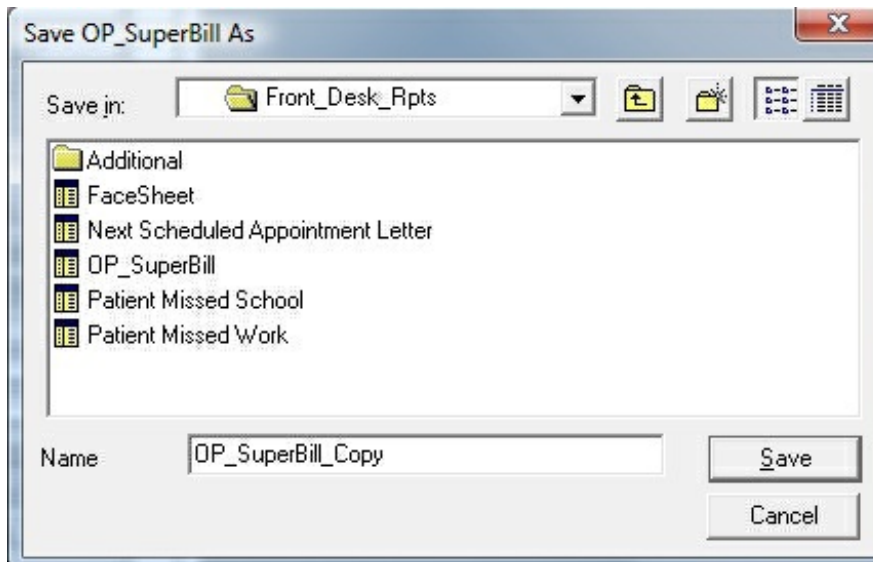 Save OP_SuperBill As
Save in: Front_Desk_Rpts
Additional
FaceSheet
Next Scheduled Appointment Letter
OP_SuperBill
Patient Missed School
Patient Missed Work
Name OP_SuperBill_Copy Save
Cancel